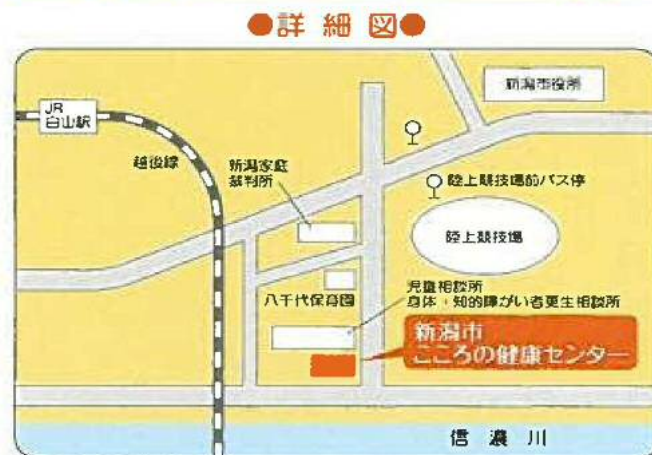 ●詳細図●
新潟市役所
JR
白山駅
越後線
新潟家庭
裁判所
陸上競技場前バス停
陸上競技場
児童相談所
身体・知的障がい者更生相談所
八千代保育園
新潟市
こころの健康センター
信濃川